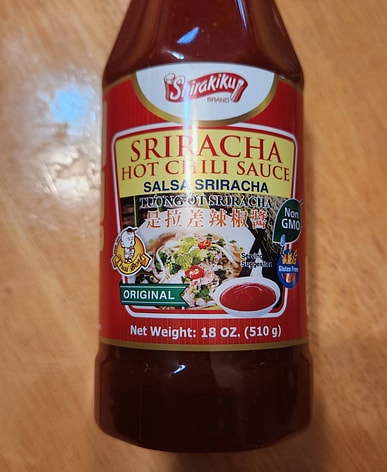 Shirakiku
BRAND
SRIRACHA
HOT CHILI SAUCE
SALSA SRIRACHA
TƯƠNG ỚT SRIRACHA
是拉差辣椒醬
Non
GMO
Suggestion
Gluten Free
ORIGINAL
Net Weight: 18 OZ. (510 g)